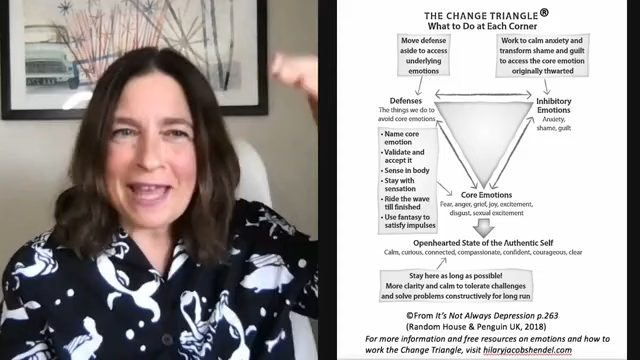 THE CHANGE TRIANGLE®
What to Do at Each Corner
Move defense
aside to access
underlying
emotions
Work to calm anxiety and
transform shame and guilt
to access the core emotion
originally thwarted
Defenses
The things we do to
avoid core emotions
Inhibitory
Emotions
Anxiety,
shame, guilt
• Name core
emotion
• Validate and
accept it
• Sense in body
• Stay with
sensation
• Ride the wave
till finished
• Use fantasy to
satisfy impulses
Core Emotions
Fear, anger, grief, joy, excitement,
disgust, sexual excitement
Openhearted State of the Authentic Self
Calm, curious, connected, compassionate, confident, courageous, clear
Stay here as long as possible!
More clarity and calm to tolerate challenges
and solve problems constructively for long run
©From It's Not Always Depression p.263
(Random House & Penguin UK, 2018)
For more information and free resources on emotions and how to
work the Change Triangle, visit hilaryjacobshendel.com